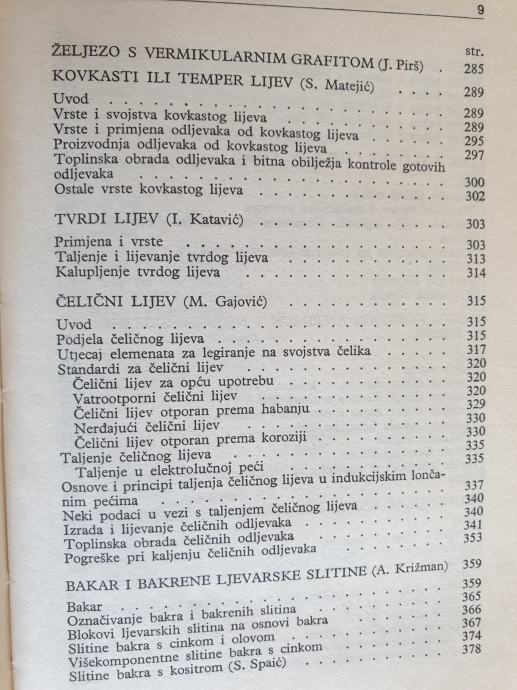 9
str.
ŽELJEZO S VERMIKULARNIM GRAFITOM (J. Pirš) . 285
KOVKASTI ILI TEMPER LIJEV (S. Matejić) . . . . 289
Uvod . . . . . . . . . . . . . . . 289
Vrste i svojstva kovkastog lijeva . . . . . . . . 289
Vrste i primjena odljevaka od kovkastog lijeva . . . . . 295
Proizvodnja odljevaka od kovkastog lijeva . . . . . . 297
Toplinska obrada odljevaka i bitna obilježja kontrole gotovih
odljevaka . . . . . . . . . . . . . . 300
Ostale vrste kovkastog lijeva . . . . . . . . . 302
TVRDI LIJEV (I. Katavić) . . . . . . . . . 303
Primjena i vrste . . . . . . . . . . . . 303
Taljenje i lijevanje tvrdog lijeva . . . . . . . . 313
Kalupljenje tvrdog lijeva . . . . . . . . . . 314
ČELIČNI LIJEV (M. Gajović) . . . . . . . . 315
Uvod . . . . . . . . . . . . . . . 315
Podjela čeličnog lijeva . . . . . . . . . . . 315
Utjecaj elemenata za legiranje na svojstva čelika . . . . 317
Standardi za čelični lijev . . . . . . . . . . 320
Čelični lijev za opću upotrebu . . . . . . . . 320
Vatrootporni čelični lijev . . . . . . . . . 320
Čelični lijev otporan prema habanju . . . . . . 329
Nerđajući čelični lijev . . . . . . . . . . 330
Čelični lijev otporan prema koroziji . . . . . . 330
Taljenje čeličnog lijeva . . . . . . . . . . 335
Taljenje u elektrolučnoj peći . . . . . . . . 335
Osnove i principi taljenja čeličnog lijeva u indukcijskim lonča-
nim pećima . . . . . . . . . . . . . 337
Neki podaci u vezi s taljenjem čeličnog lijeva . . . . . 340
Izrada i lijevanje čeličnih odljevaka . . . . . . . 340
Toplinska obrada čeličnih odljevaka . . . . . . . 341
Pogreške pri kaljenju čeličnih odljevaka . . . . . . 353
BAKAR I BAKRENE LJEVARSKE SLITINE (A. Križman) 359
Bakar . . . . . . . . . . . . . . . 359
Označivanje bakra i bakrenih slitina . . . . . . . 365
Blokovi ljevarskih slitina na osnovi bakra . . . . . . 366
Slitine bakra s cinkom i olovom . . . . . . . . 367
Višekomponentne slitine bakra s cinkom . . . . . . 374
Slitine bakra s kositrom (S. Spaić) . . . . . . . 378